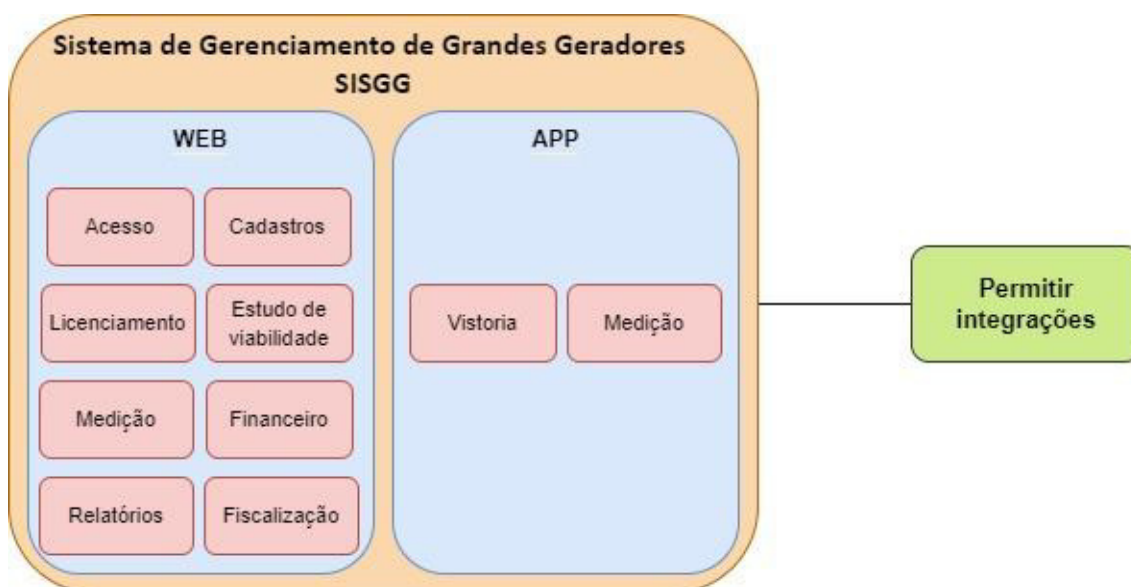 Sistema de Gerenciamento de Grandes Geradores
SISGG
WEB
Acesso
Cadastros
Licenciamento
Estudo de
viabilidade
Medição
Financeiro
Relatórios
Fiscalização
APP
Vistoria
Medição
Permitir
integrações